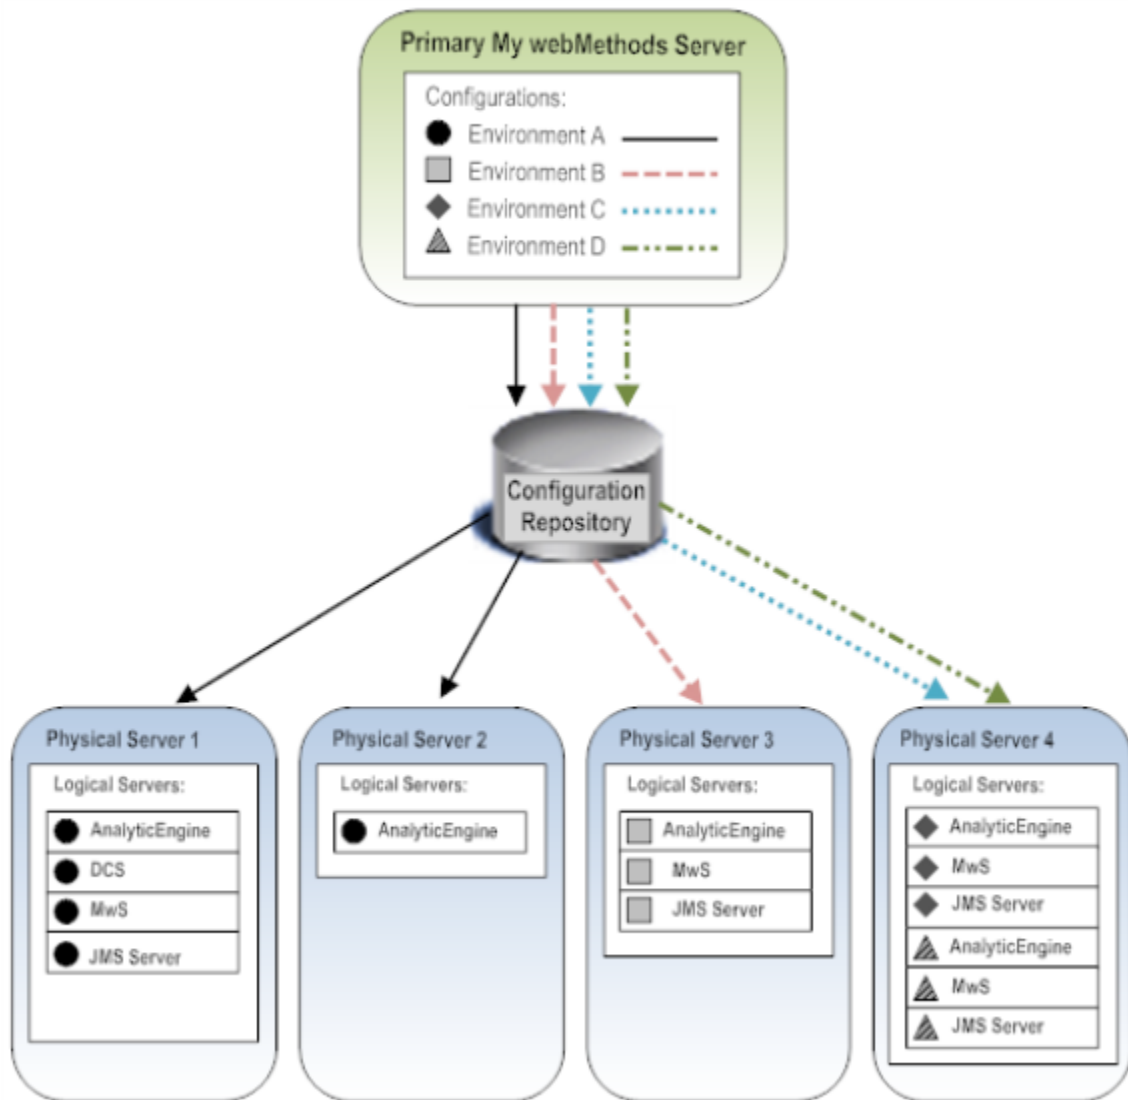 Primary My webMethods Server
Configurations:
Environment A
Environment B
Environment C
Environment D
Configuration
Repository
Physical Server 1
Logical Servers:
AnalyticEngine
DCS
MwS
JMS Server
Physical Server 2
Logical Servers:
AnalyticEngine
Physical Server 3
Logical Servers:
AnalyticEngine
MwS
JMS Server
Physical Server 4
Logical Servers:
AnalyticEngine
MwS
JMS Server
AnalyticEngine
MwS
JMS Server